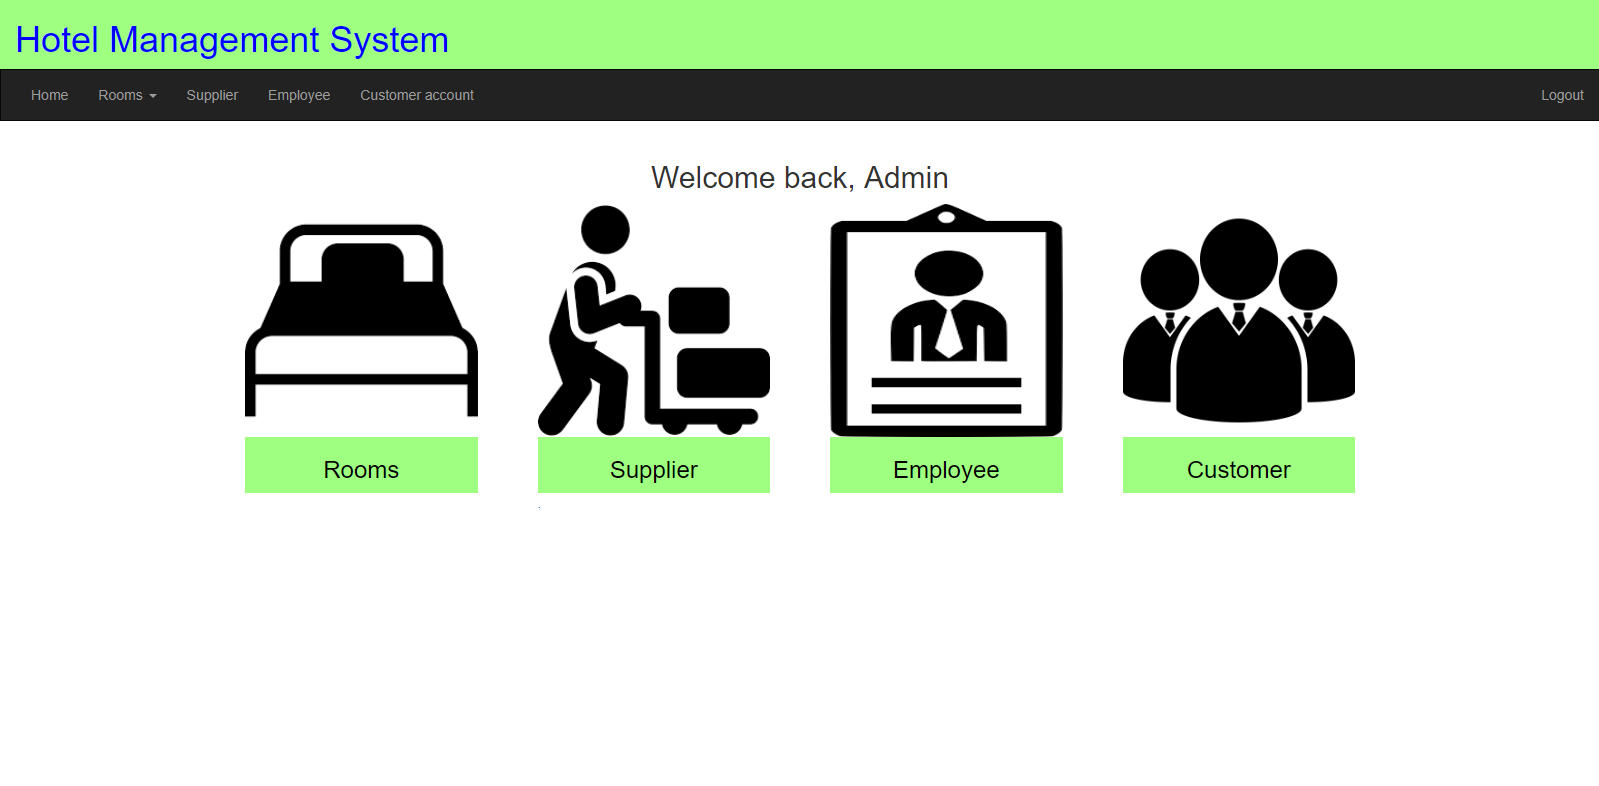 Hotel Management System
Home Rooms Supplier Employee Customer account Logout
Welcome back, Admin
Rooms Supplier Employee Customer
.